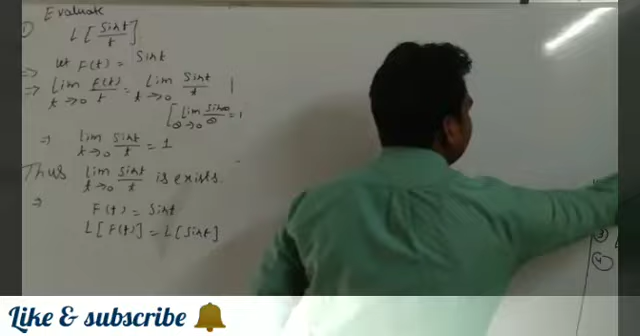 Evaluate
① L[sint/t]
⇒ let F(t) = sint
⇒ lim t→0 F(t)/t = lim t→0 sint/t
[lim θ→0 sinθ/θ = 1
⇒ lim t→0 sint/t = 1
Thus lim t→0 sint/t is exists.
⇒ F(t) = sint
L[F(t)] = L[sint]
Like & subscribe